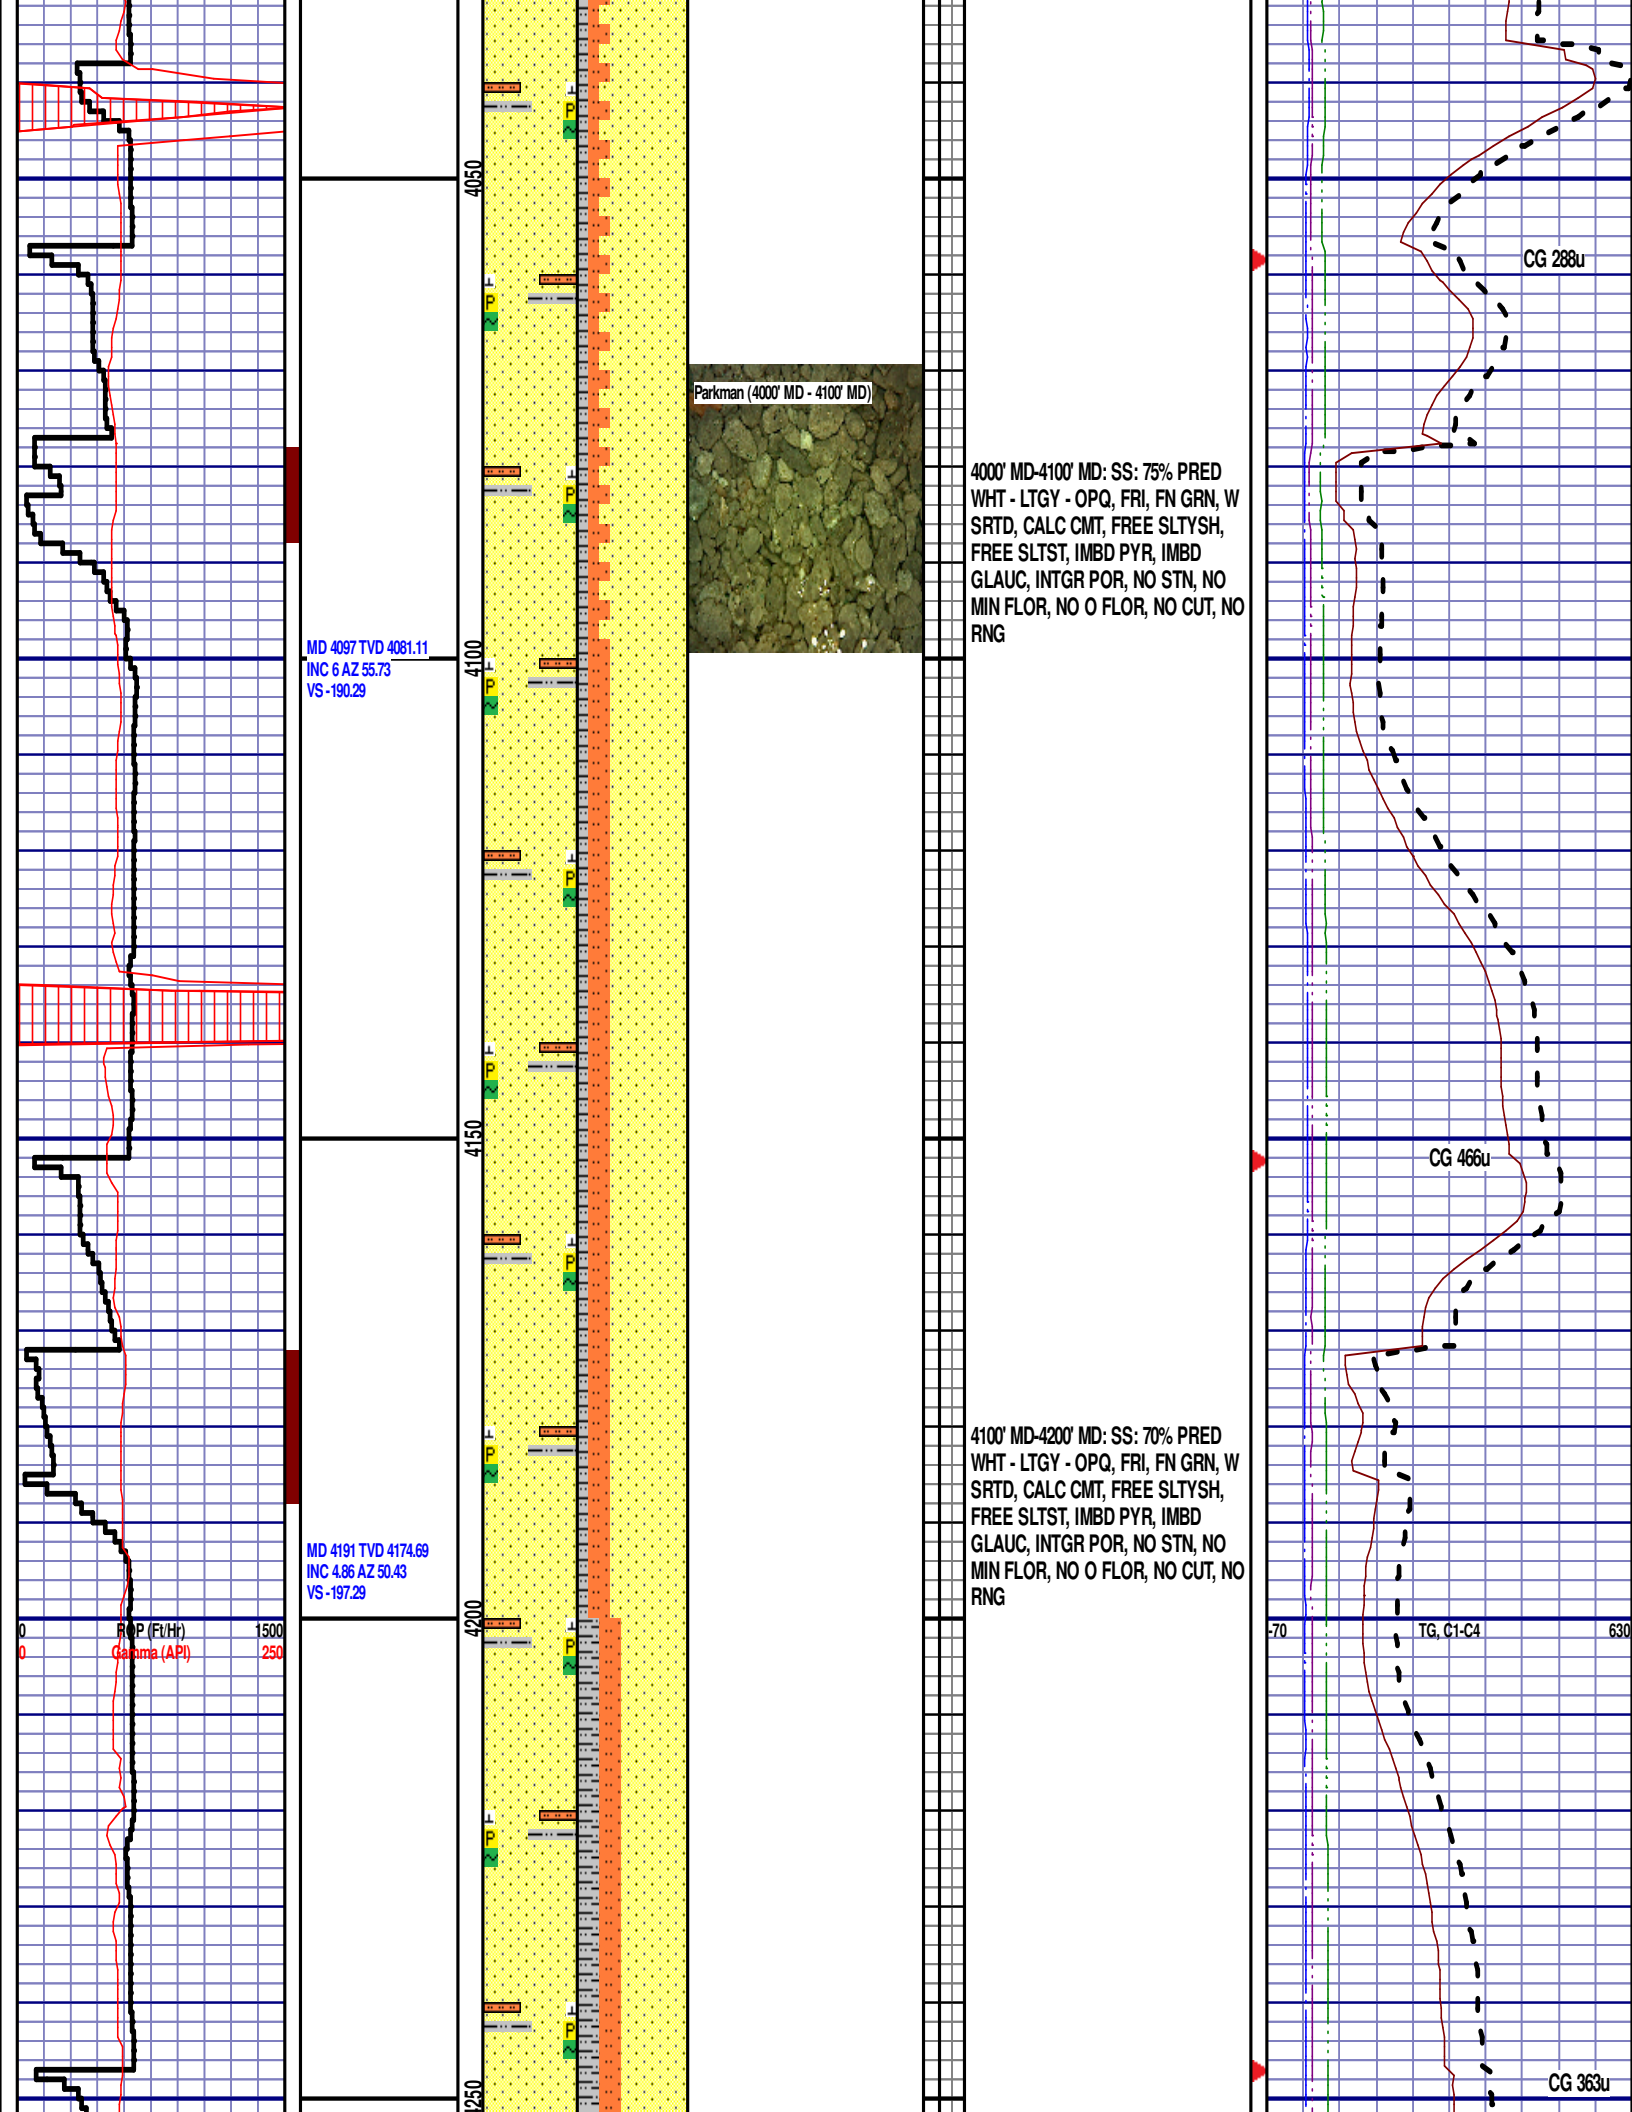 4050
CG 288u
Parkman (4000' MD - 4100' MD)
4000' MD-4100' MD: SS: 75% PRED
WHT - LTGY - OPQ, FRI, FN GRN, W
SRTD, CALC CMT, FREE SLTYSH,
FREE SLTST, IMBD PYR, IMBD
GLAUC, INTGR POR, NO STN, NO
MIN FLOR, NO O FLOR, NO CUT, NO
RNG
MD 4097 TVD 4081.11
INC 6 AZ 55.73
VS -190.29
4100
4150
CG 466u
4100' MD-4200' MD: SS: 70% PRED
WHT - LTGY - OPQ, FRI, FN GRN, W
SRTD, CALC CMT, FREE SLTYSH,
FREE SLTST, IMBD PYR, IMBD
GLAUC, INTGR POR, NO STN, NO
MIN FLOR, NO O FLOR, NO CUT, NO
RNG
MD 4191 TVD 4174.69
INC 4.86 AZ 50.43
VS -197.29
4200
0 ROP (Ft/Hr) 1500
0 Gamma (API) 250
-70 TG, C1-C4 630
CG 363u
4250
P
P
P
P
P
P
P
P
P
P
P